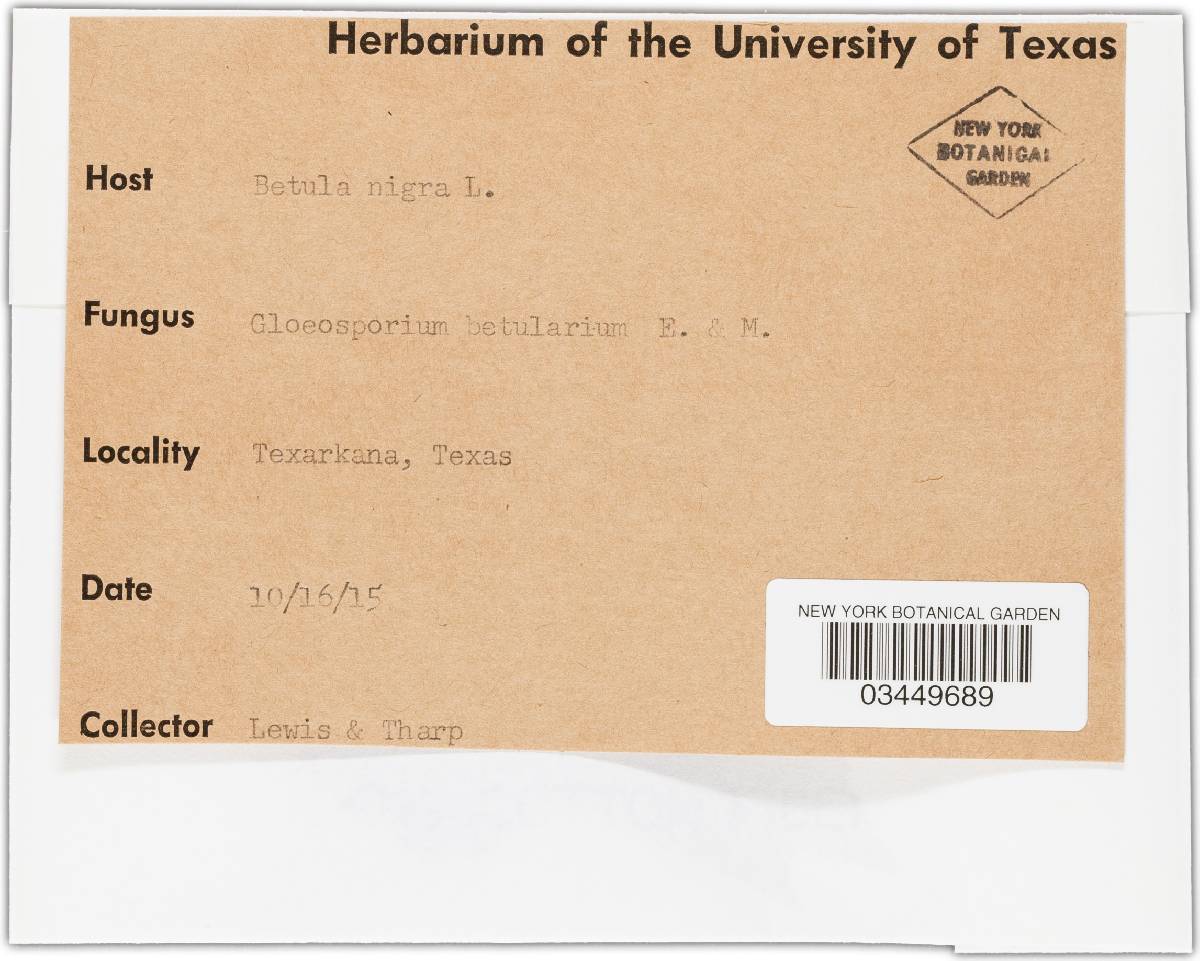 Herbarium of the University of Texas
NEW YORK
BOTANICAL
GARDEN
Host Betula nigra L.
Fungus Gloeosporium betularium E. & M.
Locality Texarkana, Texas
Date 10/16/15
NEW YORK BOTANICAL GARDEN
03449689
Collector Lewis & Tharp